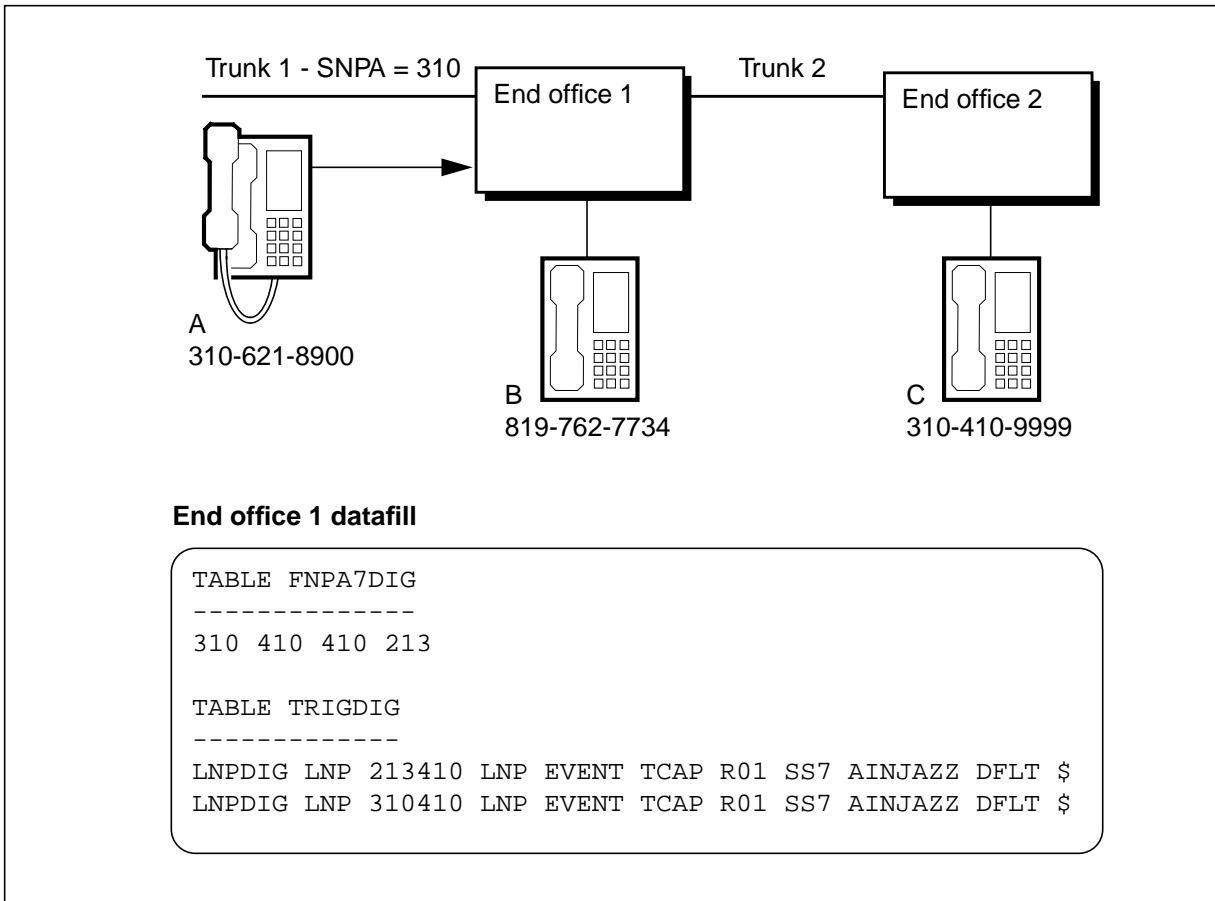 Trunk 1 - SNPA = 310
Trunk 2
End office 1
End office 2
A
310-621-8900
B
819-762-7734
C
310-410-9999
End office 1 datafill
TABLE FNPA7DIG
--------------
310 410 410 213
TABLE TRIGDIG
-------------
LNPDIG LNP 213410 LNP EVENT TCAP R01 SS7 AINJAZZ DFLT $
LNPDIG LNP 310410 LNP EVENT TCAP R01 SS7 AINJAZZ DFLT $